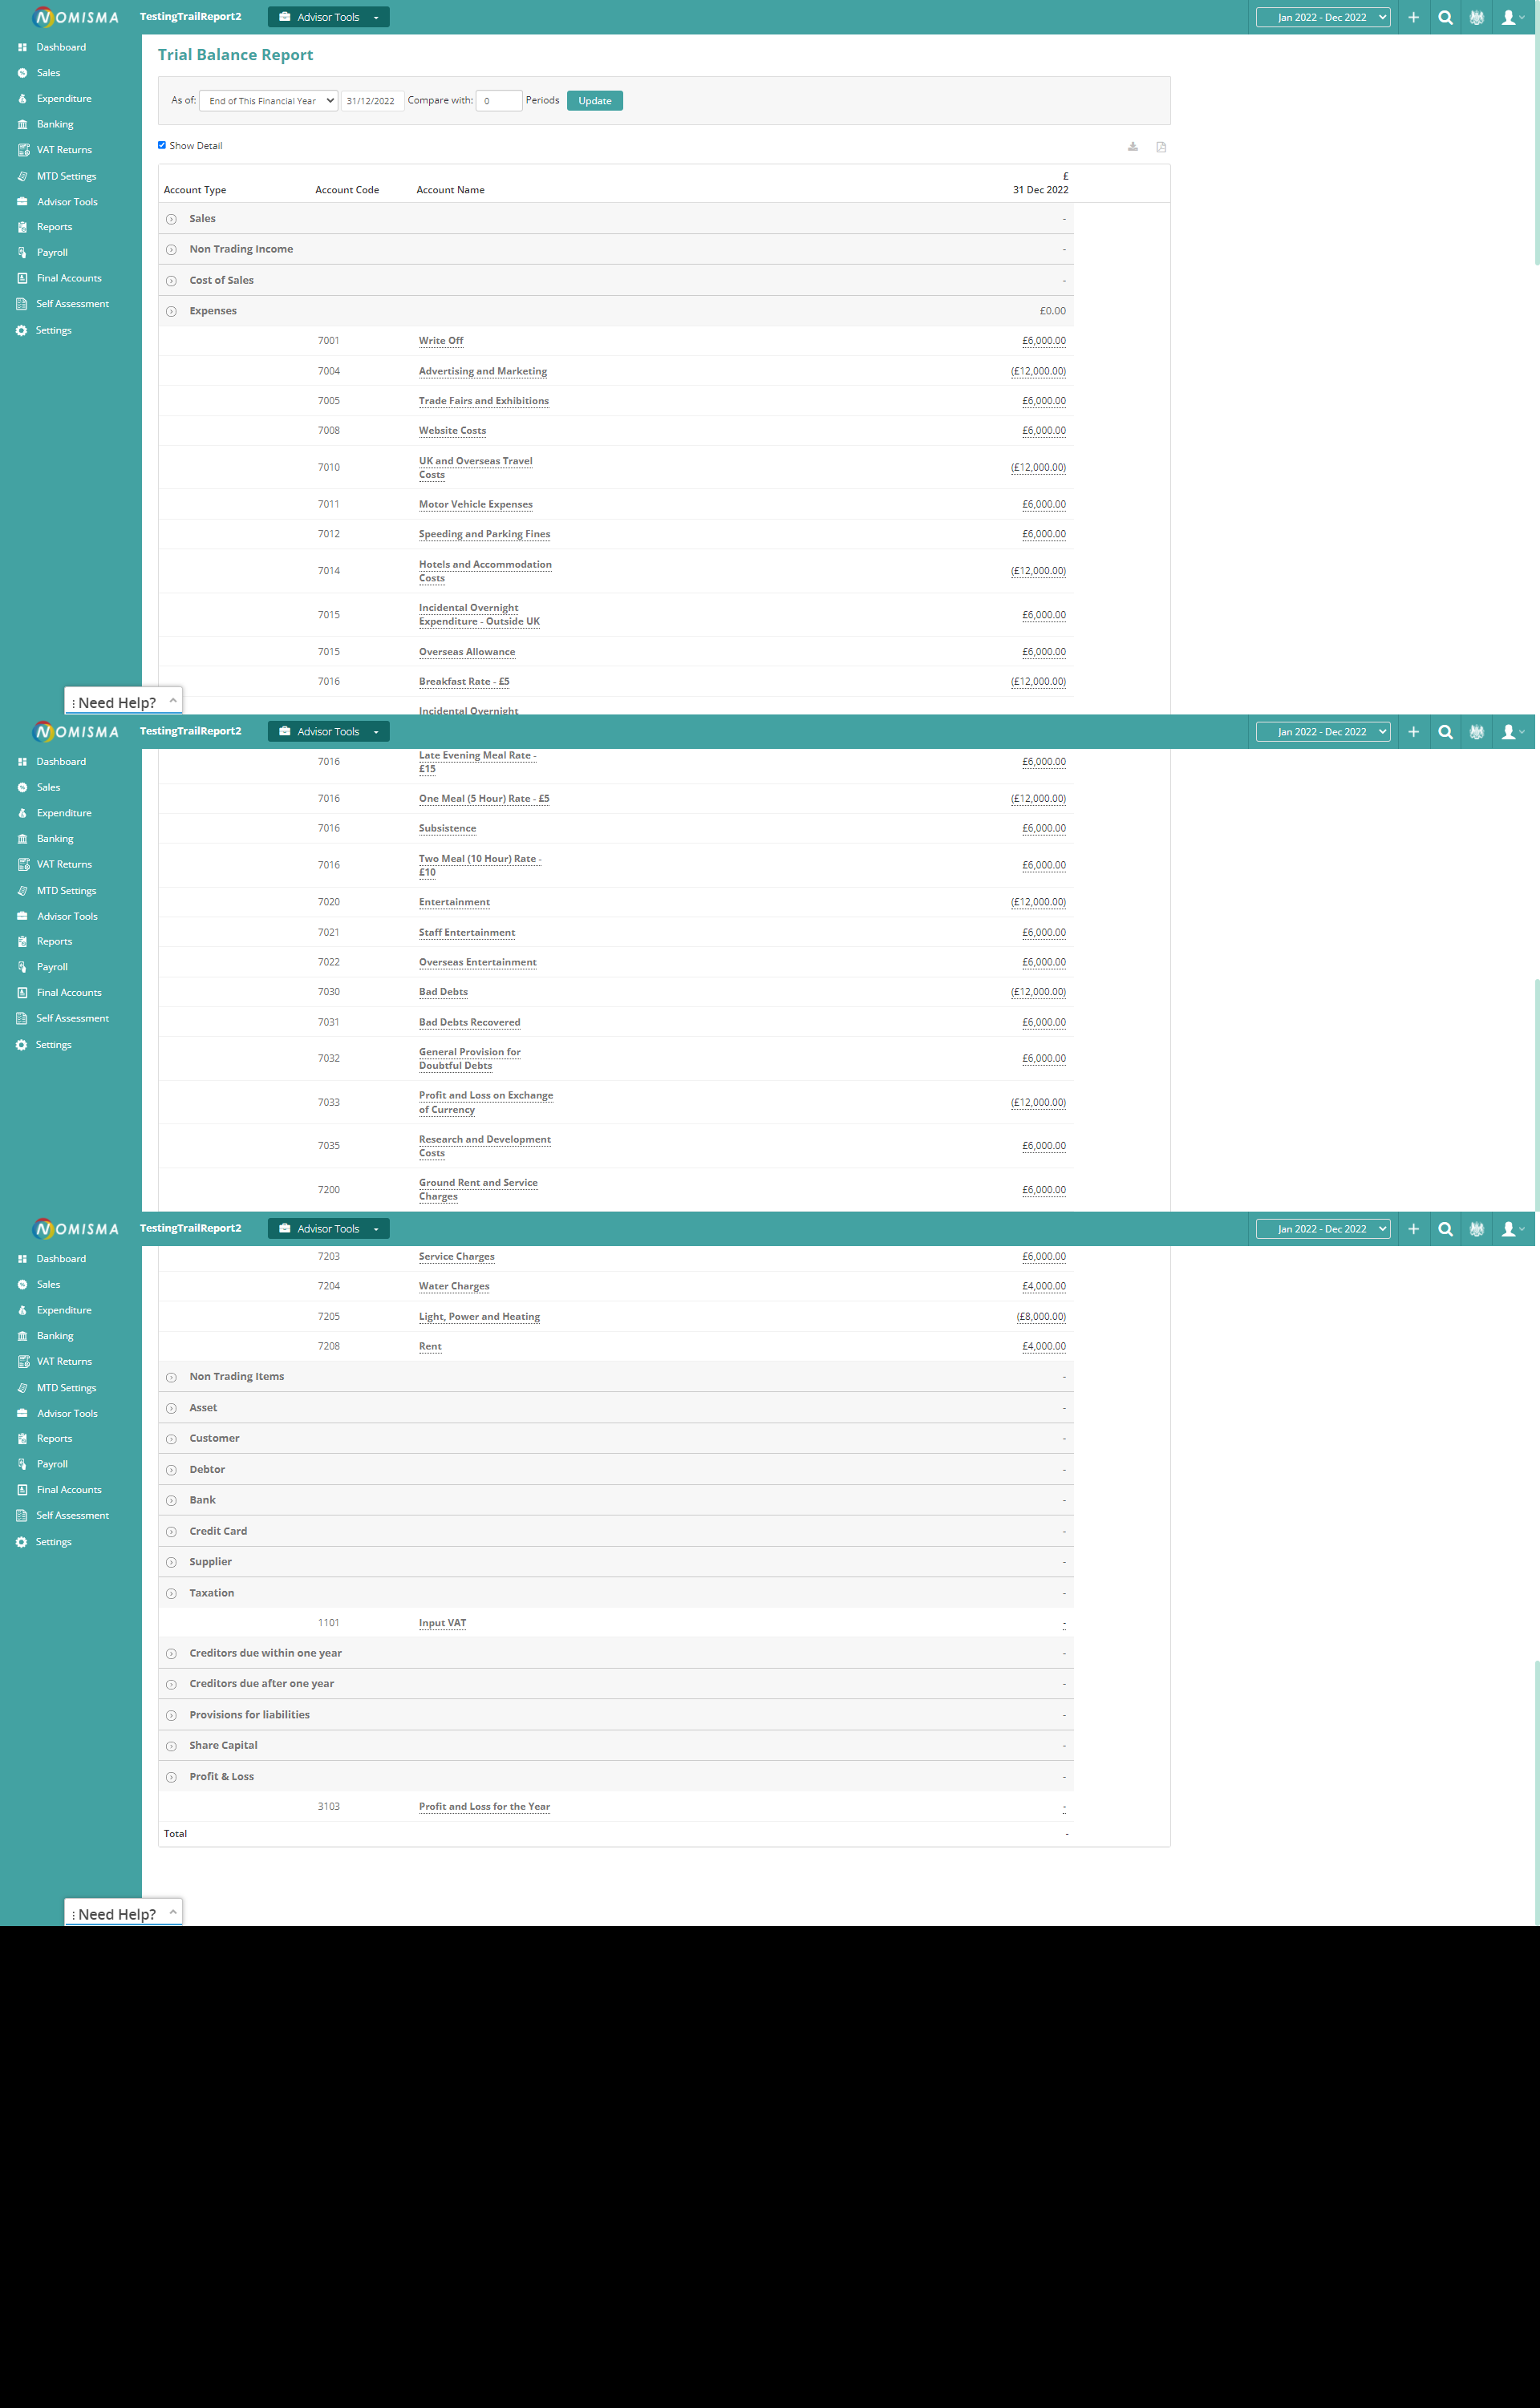 NOMISMA TestingTrailReport2 Advisor Tools Jan 2022 - Dec 2022
Dashboard
Sales
Expenditure
Banking
VAT Returns
MTD Settings
Advisor Tools
Reports
Payroll
Final Accounts
Self Assessment
Settings
Trial Balance Report
As of: End of This Financial Year 31/12/2022 Compare with: 0 Periods Update
Show Detail
£
Account Type Account Code Account Name 31 Dec 2022
Sales -
Non Trading Income -
Cost of Sales -
Expenses £0.00
7001 Write Off £6,000.00
7004 Advertising and Marketing (£12,000.00)
7005 Trade Fairs and Exhibitions £6,000.00
7008 Website Costs £6,000.00
UK and Overseas Travel
7010 Costs (£12,000.00)
7011 Motor Vehicle Expenses £6,000.00
7012 Speeding and Parking Fines £6,000.00
Hotels and Accommodation
7014 Costs (£12,000.00)
Incidental Overnight
7015 Expenditure - Outside UK £6,000.00
7015 Overseas Allowance £6,000.00
7016 Breakfast Rate - £5 (£12,000.00)
Incidental Overnight
Need Help?
NOMISMA TestingTrailReport2 Advisor Tools Jan 2022 - Dec 2022
Dashboard
Sales
Expenditure
Banking
VAT Returns
MTD Settings
Advisor Tools
Reports
Payroll
Final Accounts
Self Assessment
Settings
Late Evening Meal Rate -
7016 £15 £6,000.00
7016 One Meal (5 Hour) Rate - £5 (£12,000.00)
7016 Subsistence £6,000.00
Two Meal (10 Hour) Rate -
7016 £10 £6,000.00
7020 Entertainment (£12,000.00)
7021 Staff Entertainment £6,000.00
7022 Overseas Entertainment £6,000.00
7030 Bad Debts (£12,000.00)
7031 Bad Debts Recovered £6,000.00
General Provision for
7032 Doubtful Debts £6,000.00
Profit and Loss on Exchange
7033 of Currency (£12,000.00)
Research and Development
7035 Costs £6,000.00
Ground Rent and Service
7200 Charges £6,000.00
NOMISMA TestingTrailReport2 Advisor Tools Jan 2022 - Dec 2022
Dashboard
Sales
Expenditure
Banking
VAT Returns
MTD Settings
Advisor Tools
Reports
Payroll
Final Accounts
Self Assessment
Settings
7203 Service Charges £6,000.00
7204 Water Charges £4,000.00
7205 Light, Power and Heating (£8,000.00)
7208 Rent £4,000.00
Non Trading Items -
Asset -
Customer -
Debtor -
Bank -
Credit Card -
Supplier -
Taxation -
1101 Input VAT -
Creditors due within one year -
Creditors due after one year -
Provisions for liabilities -
Share Capital -
Profit & Loss -
3103 Profit and Loss for the Year -
Total -
Need Help?